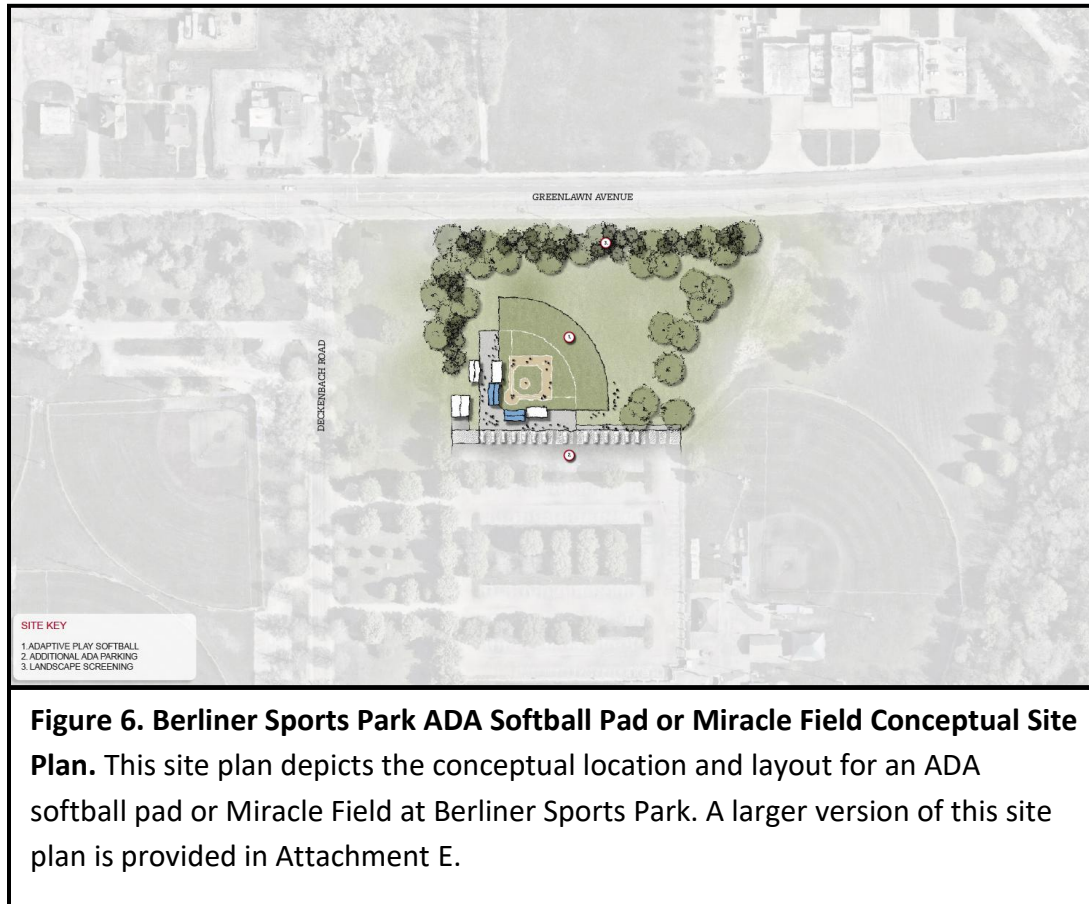 GREENLAWN AVENUE
DECKENBACH ROAD
SITE KEY
1. ADAPTIVE PLAY SOFTBALL
2. ADDITIONAL ADA PARKING
3. LANDSCAPE SCREENING
Figure 6. Berliner Sports Park ADA Softball Pad or Miracle Field Conceptual Site
Plan. This site plan depicts the conceptual location and layout for an ADA
softball pad or Miracle Field at Berliner Sports Park. A larger version of this site
plan is provided in Attachment E.